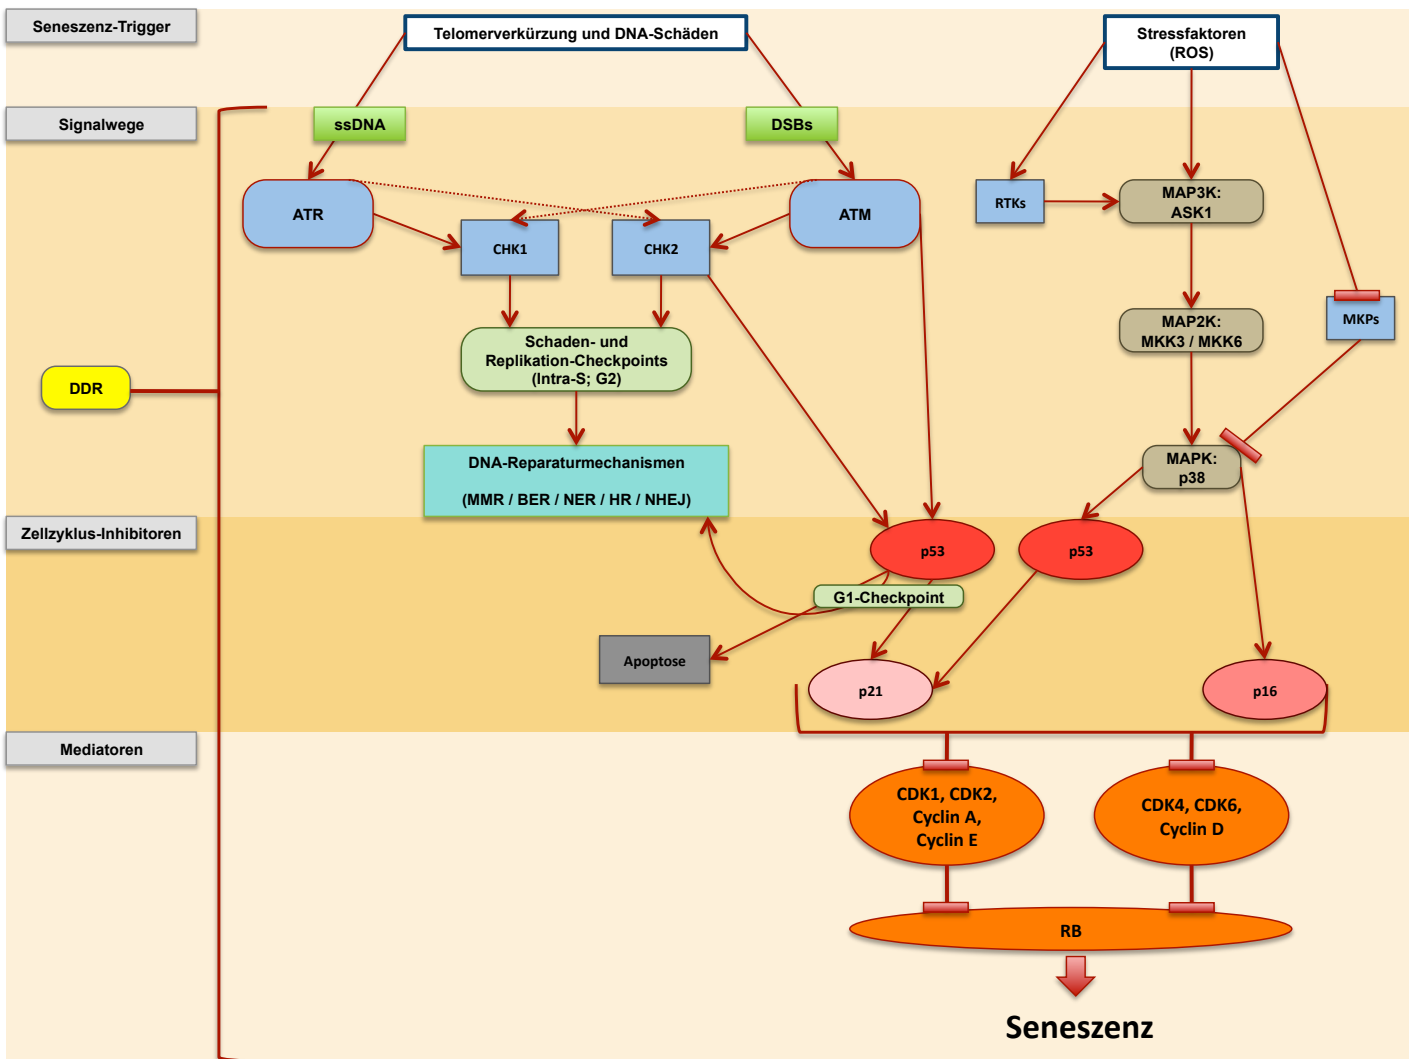 Seneszenz-Trigger
Telomerverkürzung und DNA-Schäden
Stressfaktoren
(ROS)
Signalwege
ssDNA
DSBs
ATR
ATM
RTKs
MAP3K:
ASK1
CHK1
CHK2
MAP2K:
MKK3 / MKK6
MKPs
Schaden- und
Replikation-Checkpoints
(Intra-S; G2)
DDR
DNA-Reparaturmechanismen
(MMR / BER / NER / HR / NHEJ)
MAPK:
p38
Zellzyklus-Inhibitoren
p53
p53
G1-Checkpoint
Apoptose
p21
p16
Mediatoren
CDK1, CDK2,
Cyclin A,
Cyclin E
CDK4, CDK6,
Cyclin D
RB
Seneszenz